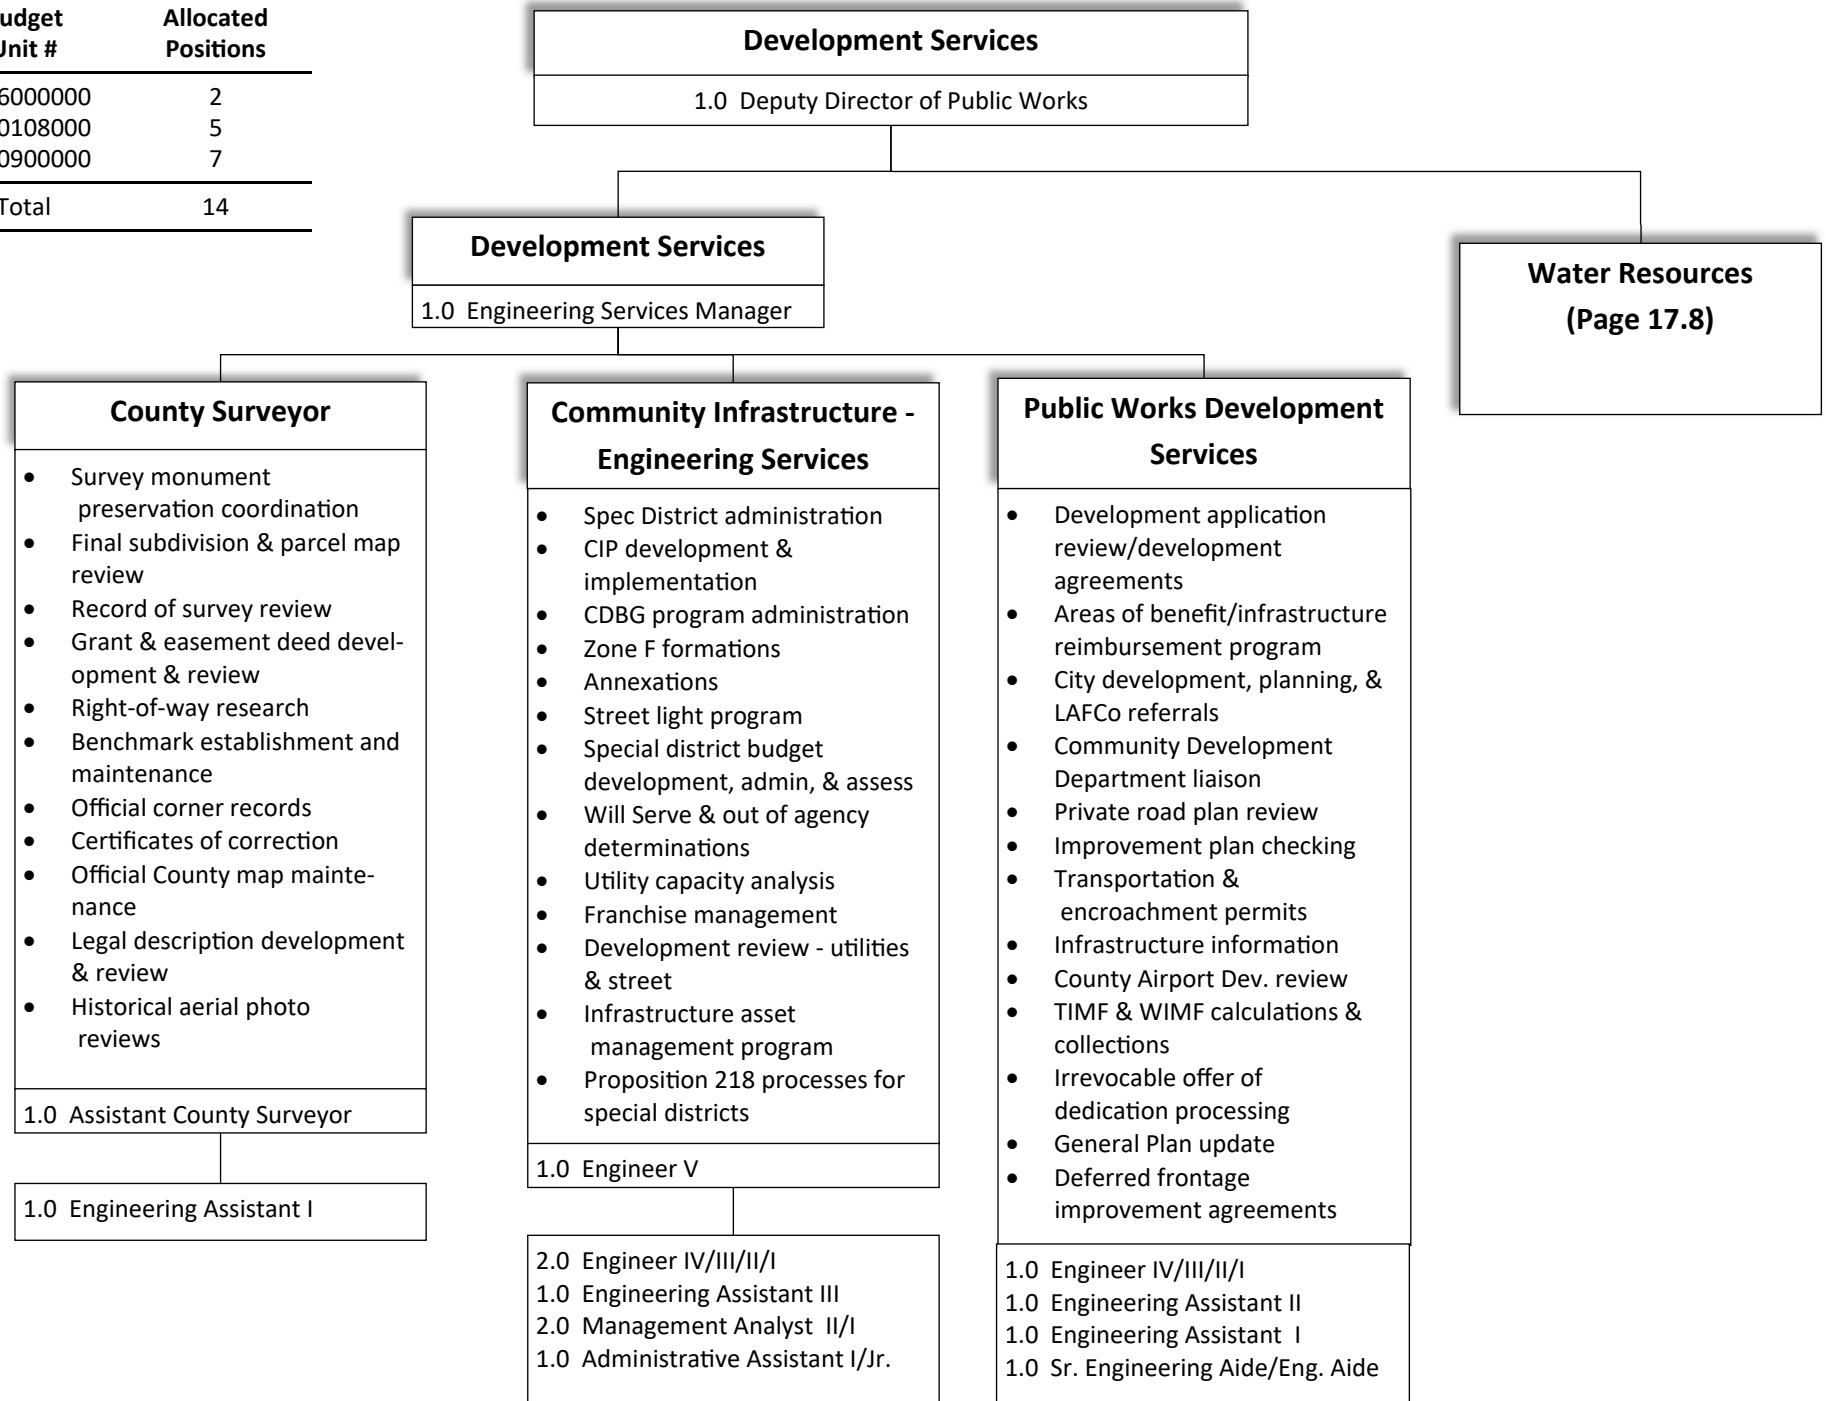 udget Allocated
Unit # Positions
6000000 2
0108000 5
0900000 7
Total 14
Development Services
1.0 Deputy Director of Public Works
Development Services
1.0 Engineering Services Manager
Water Resources
(Page 17.8)
County Surveyor
• Survey monument
preservation coordination
• Final subdivision & parcel map
review
• Record of survey review
• Grant & easement deed devel-
opment & review
• Right-of-way research
• Benchmark establishment and
maintenance
• Official corner records
• Certificates of correction
• Official County map mainte-
nance
• Legal description development
& review
• Historical aerial photo
reviews
1.0 Assistant County Surveyor
1.0 Engineering Assistant I
Community Infrastructure -
Engineering Services
• Spec District administration
• CIP development &
implementation
• CDBG program administration
• Zone F formations
• Annexations
• Street light program
• Special district budget
development, admin, & assess
• Will Serve & out of agency
determinations
• Utility capacity analysis
• Franchise management
• Development review - utilities
& street
• Infrastructure asset
management program
• Proposition 218 processes for
special districts
1.0 Engineer V
2.0 Engineer IV/III/II/I
1.0 Engineering Assistant III
2.0 Management Analyst II/I
1.0 Administrative Assistant I/Jr.
Public Works Development
Services
• Development application
review/development
agreements
• Areas of benefit/infrastructure
reimbursement program
• City development, planning, &
LAFCo referrals
• Community Development
Department liaison
• Private road plan review
• Improvement plan checking
• Transportation &
encroachment permits
• Infrastructure information
• County Airport Dev. review
• TIMF & WIMF calculations &
collections
• Irrevocable offer of
dedication processing
• General Plan update
• Deferred frontage
improvement agreements
1.0 Engineer IV/III/II/I
1.0 Engineering Assistant II
1.0 Engineering Assistant I
1.0 Sr. Engineering Aide/Eng. Aide